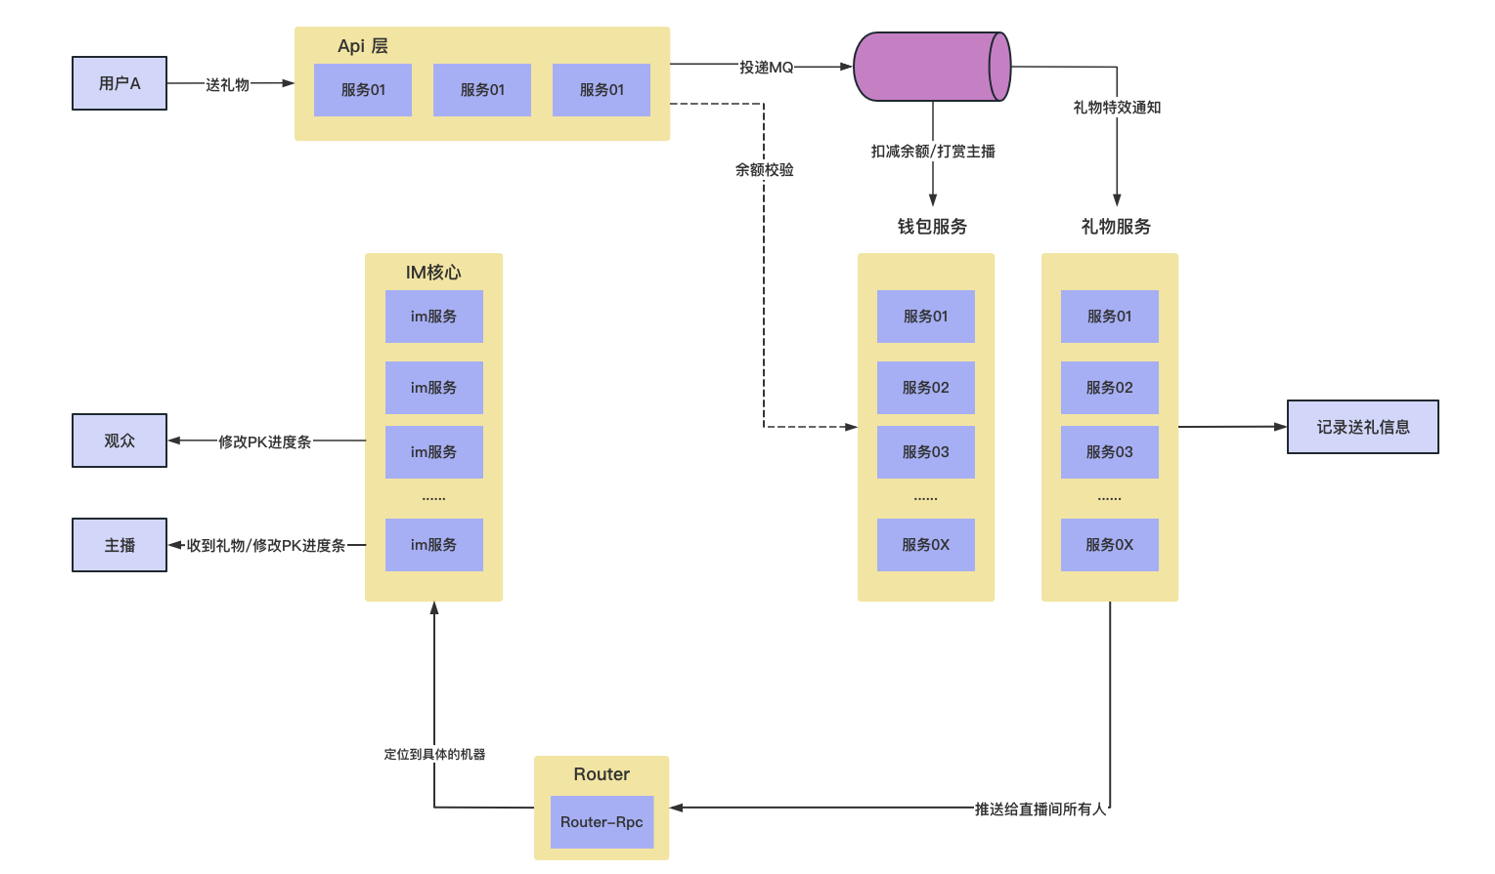 Api 层
用户A
送礼物
服务01
服务01
服务01
投递MQ
礼物特效通知
扣减余额/打赏主播
余额校验
钱包服务
礼物服务
IM核心
im服务
im服务
im服务
......
im服务
服务01
服务02
服务03
......
服务0X
服务01
服务02
服务03
......
服务0X
记录送礼信息
观众
修改PK进度条
主播
收到礼物/修改PK进度条
定位到具体的机器
Router
Router-Rpc
推送给直播间所有人